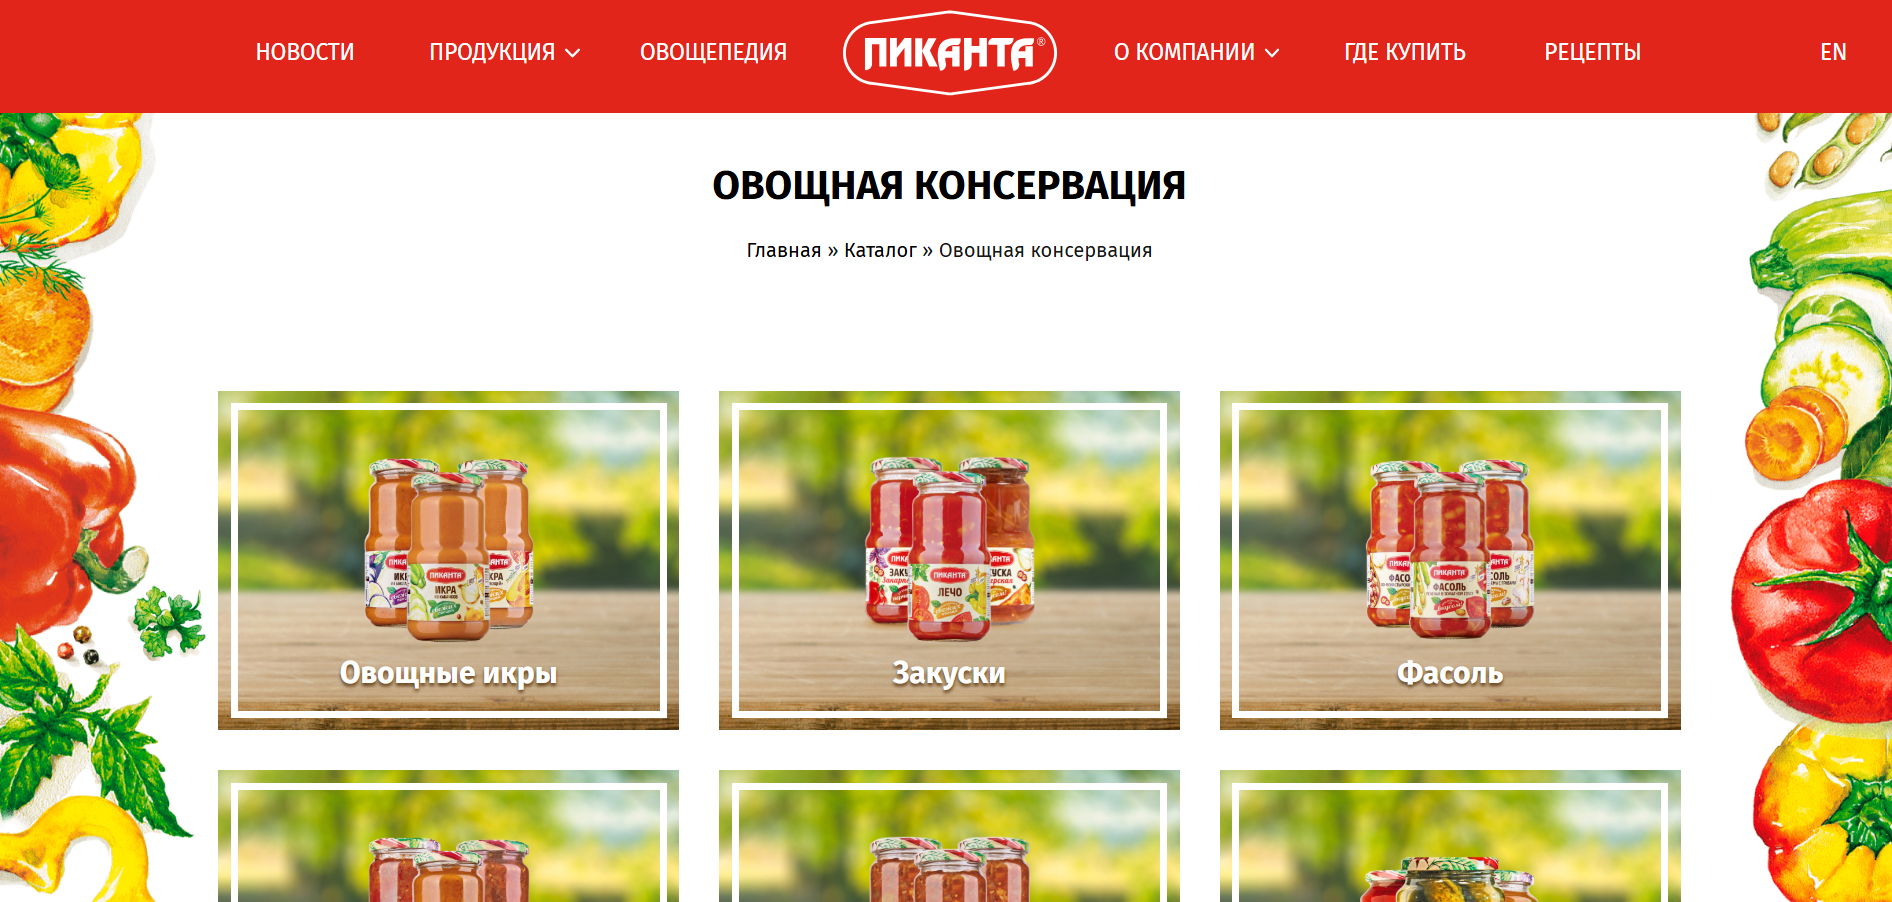 НОВОСТИ ПРОДУКЦИЯ ОВОЩЕПЕДИЯ ПИКАНТА® О КОМПАНИИ ГДЕ КУПИТЬ РЕЦЕПТЫ EN
ОВОЩНАЯ КОНСЕРВАЦИЯ
Главная » Каталог » Овощная консервация
ПИКАНТА
ИКРА
Овощные икры
ПИКАНТА
ЛЕЧО
Закуски
ПИКАНТА
ФАСОЛЬ
Фасоль